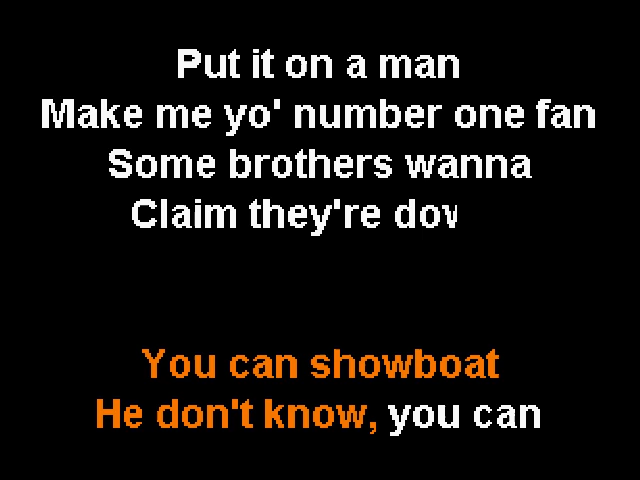 Put it on a man
Make me yo' number one fan
Some brothers wanna
Claim they're
You can showboat
He don't know, you can